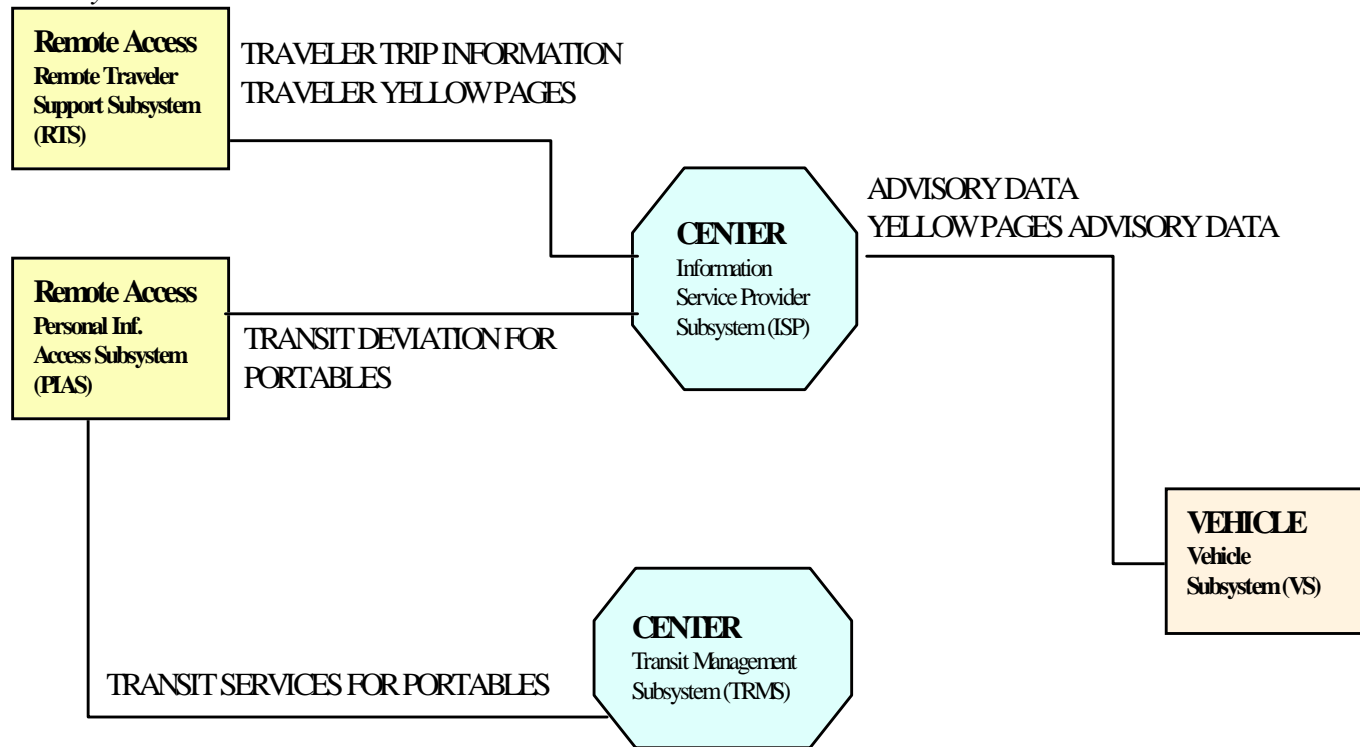 Remote Access
Remote Traveler
Support Subsystem
(RTS)
TRAVELER TRIP INFORMATION
TRAVELER YELLOW PAGES
CENTER
Information
Service Provider
Subsystem (ISP)
ADVISORY DATA
YELLOW PAGES ADVISORY DATA
Remote Access
Personal Inf.
Access Subsystem
(PIAS)
TRANSIT DEVIATION FOR
PORTABLES
VEHICLE
Vehicle
Subsystem (VS)
CENTER
Transit Management
Subsystem (TRMS)
TRANSIT SERVICES FOR PORTABLES